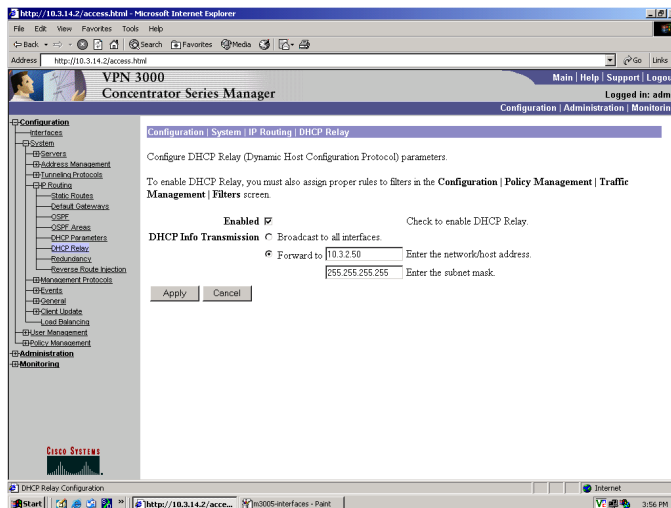 http://10.3.14.2/access.html - Microsoft Internet Explorer
File Edit View Favorites Tools Help
Back Search Favorites Media
Address http://10.3.14.2/access.html Go Links
VPN 3000
Concentrator Series Manager
Main | Help | Support | Logou
Logged in: adm
Configuration | Administration | Monitorin
Configuration
Interfaces
System
Servers
Address Management
Tunneling Protocols
IP Routing
Static Routes
Default Gateways
OSPF
OSPF Areas
DHCP Parameters
DHCP Relay
Redundancy
Reverse Route Injection
Management Protocols
Events
General
Client Update
Load Balancing
User Management
Policy Management
Administration
Monitoring
CISCO SYSTEMS
Configuration | System | IP Routing | DHCP Relay
Configure DHCP Relay (Dynamic Host Configuration Protocol) parameters.
To enable DHCP Relay, you must also assign proper rules to filters in the Configuration | Policy Management | Traffic
Management | Filters screen.
Enabled Check to enable DHCP Relay.
DHCP Info Transmission Broadcast to all interfaces.
Forward to 10.3.2.50 Enter the network/host address.
255.255.255.255 Enter the subnet mask.
Apply Cancel
DHCP Relay Configuration Internet
Start » http://10.3.14.2/acce... m3005-interfaces - Paint 3:56 PM